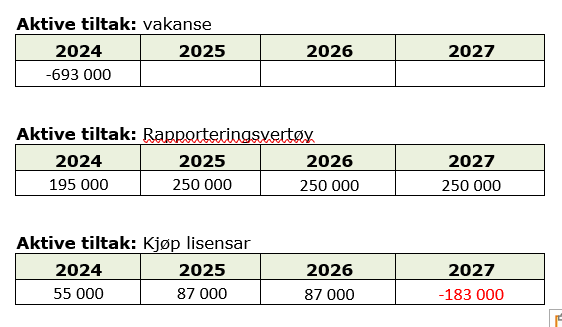 Aktive tiltak: vakanse
2024 2025 2026 2027
-693 000
Aktive tiltak: Rapporteringsvertøy
2024 2025 2026 2027
195 000 250 000 250 000 250 000
Aktive tiltak: Kjøp lisensar
2024 2025 2026 2027
55 000 87 000 87 000 -183 000